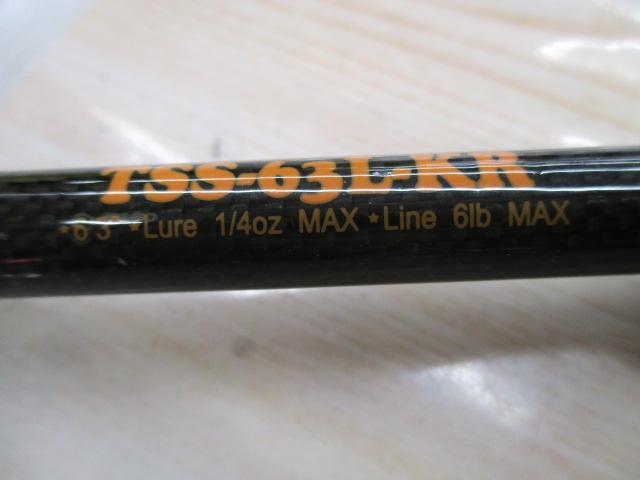 TSS-63L-KR
*6'3" *Lure 1/4oz MAX *Line 6lb MAX